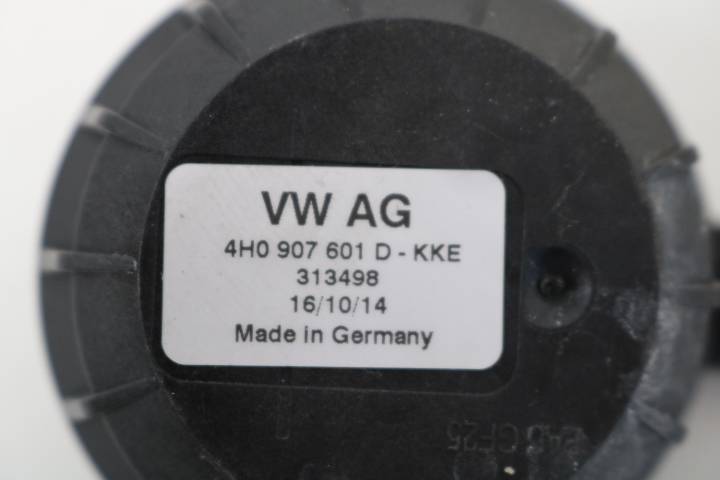 VW AG
4H0 907 601 D - KKE
313498
16/10/14
Made in Germany